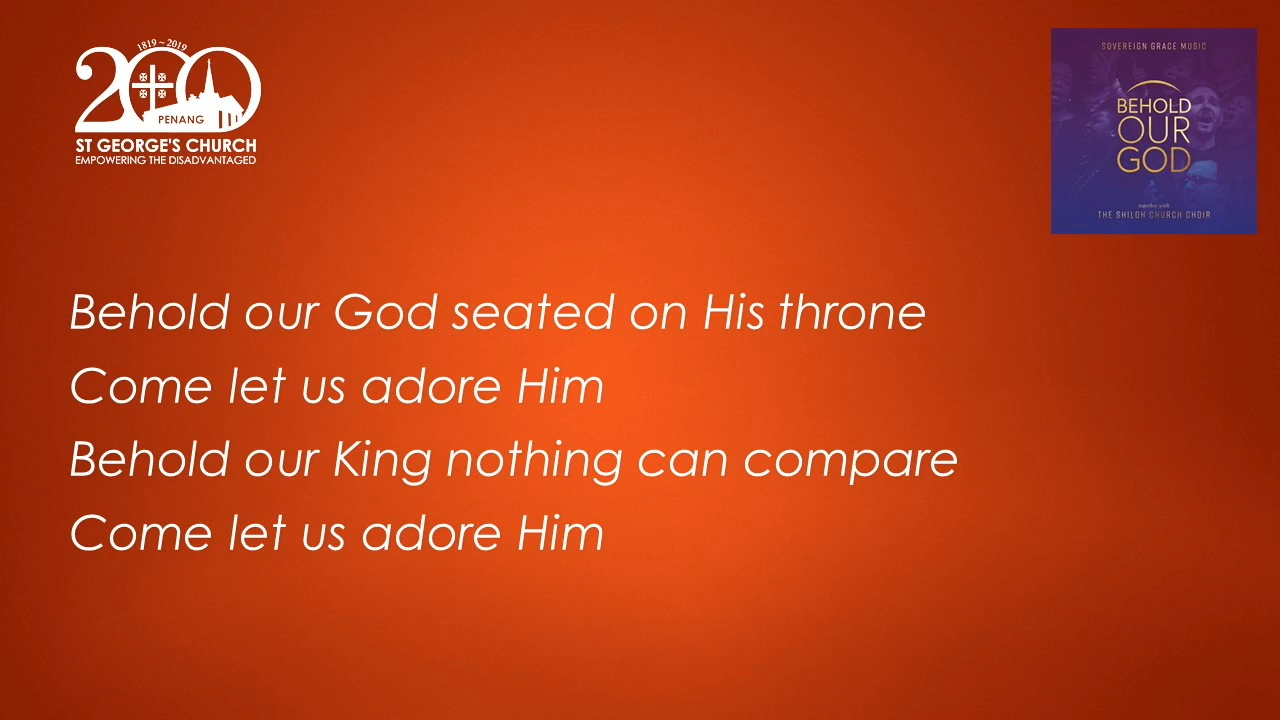 1819 ~ 2019
200
PENANG
ST GEORGE'S CHURCH
EMPOWERING THE DISADVANTAGED
SOVEREIGN GRACE MUSIC
BEHOLD
OUR
GOD
together with
THE SHILOH CHURCH CHOIR
Behold our God seated on His throne
Come let us adore Him
Behold our King nothing can compare
Come let us adore Him